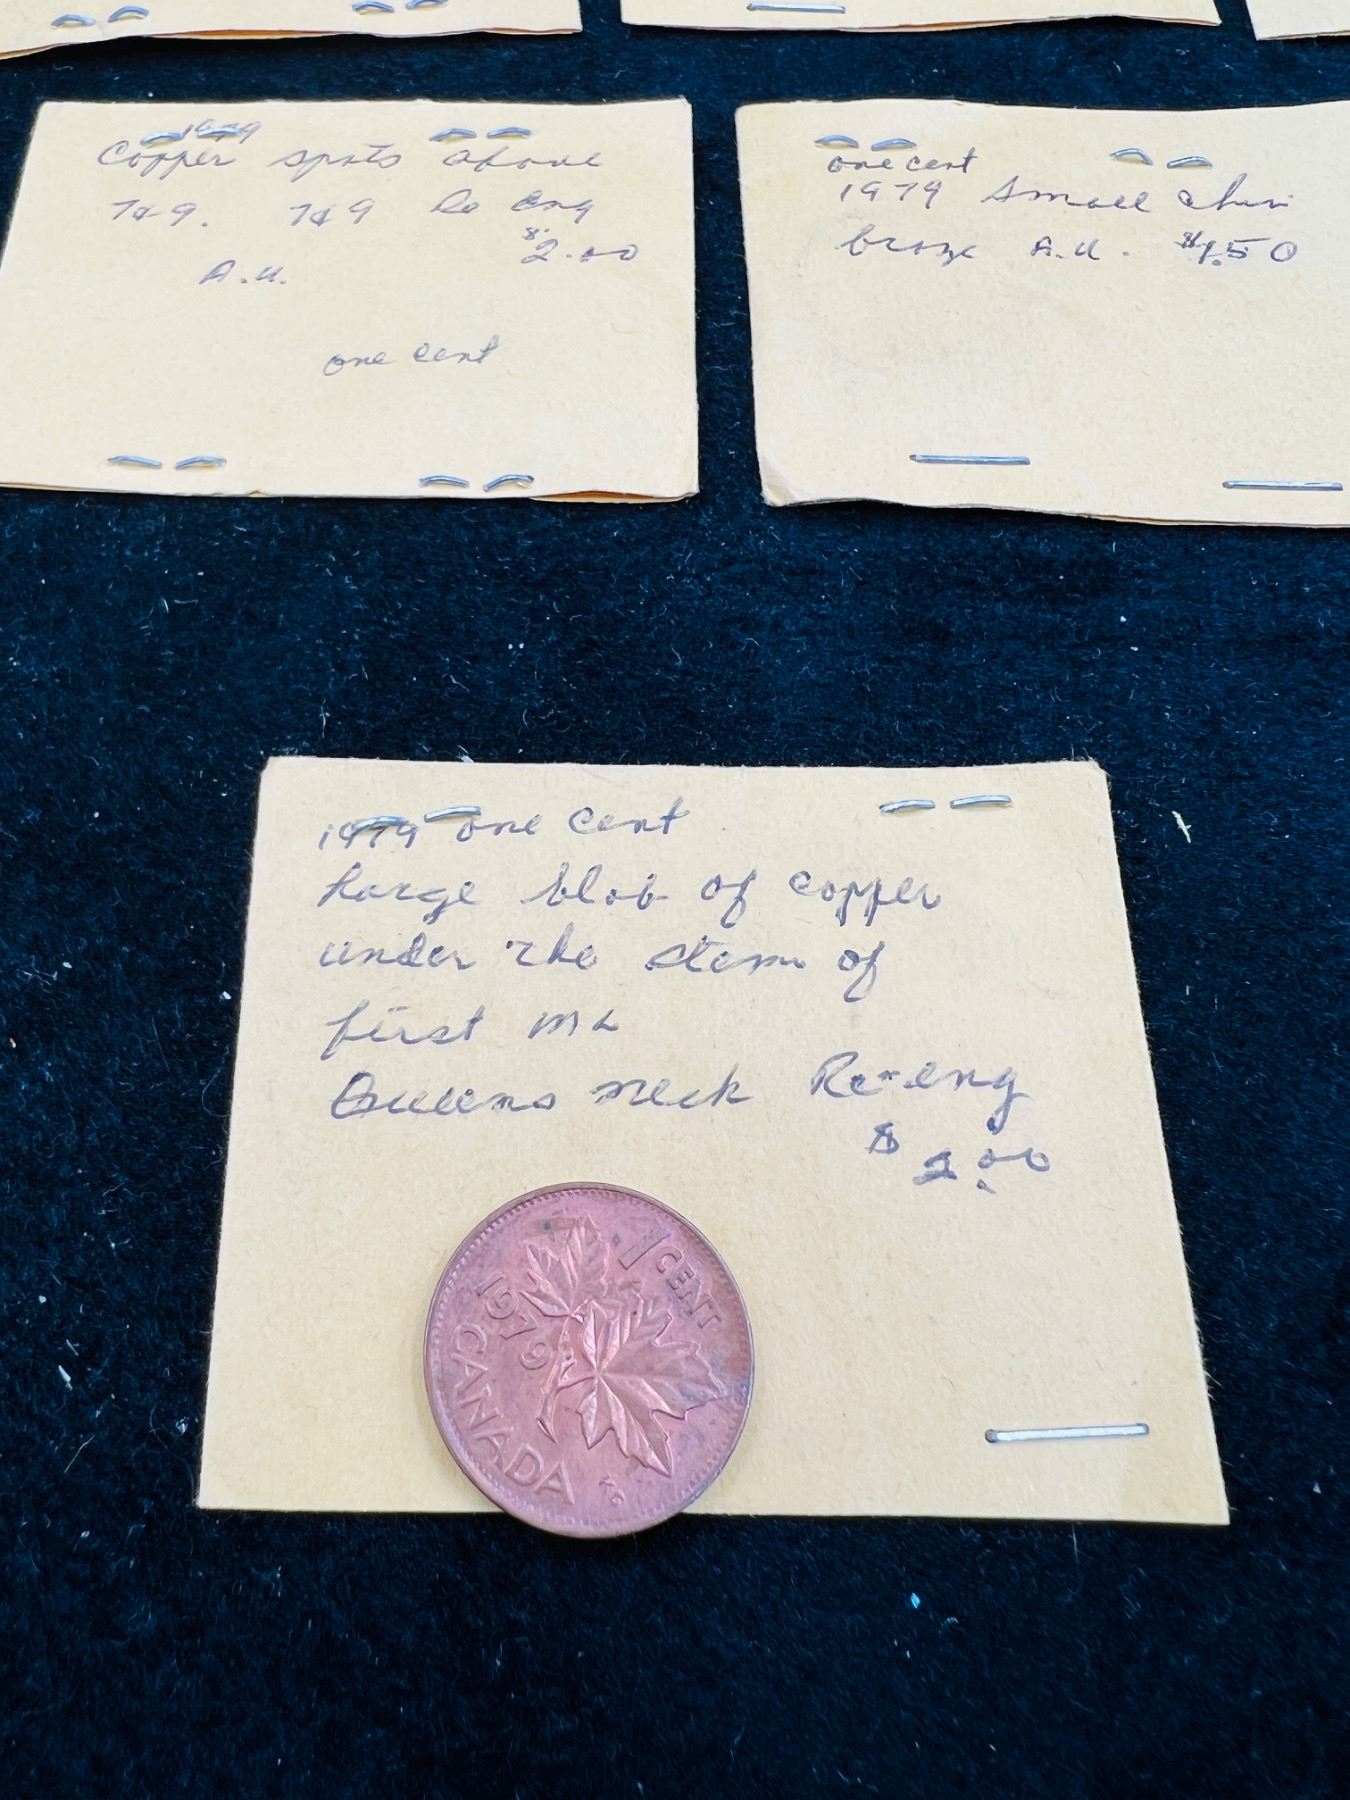 1979
Copper spots above
7&9. 7&9 Re Eng
$2.00
A.U.
one cent
one cent
1979 Small chin
broze A.U. $1.50
1979 one cent
Large blob of copper
under the stem of
first ML
Queens neck Re-eng
$2.00
1 CENT
1979
CANADA
KG